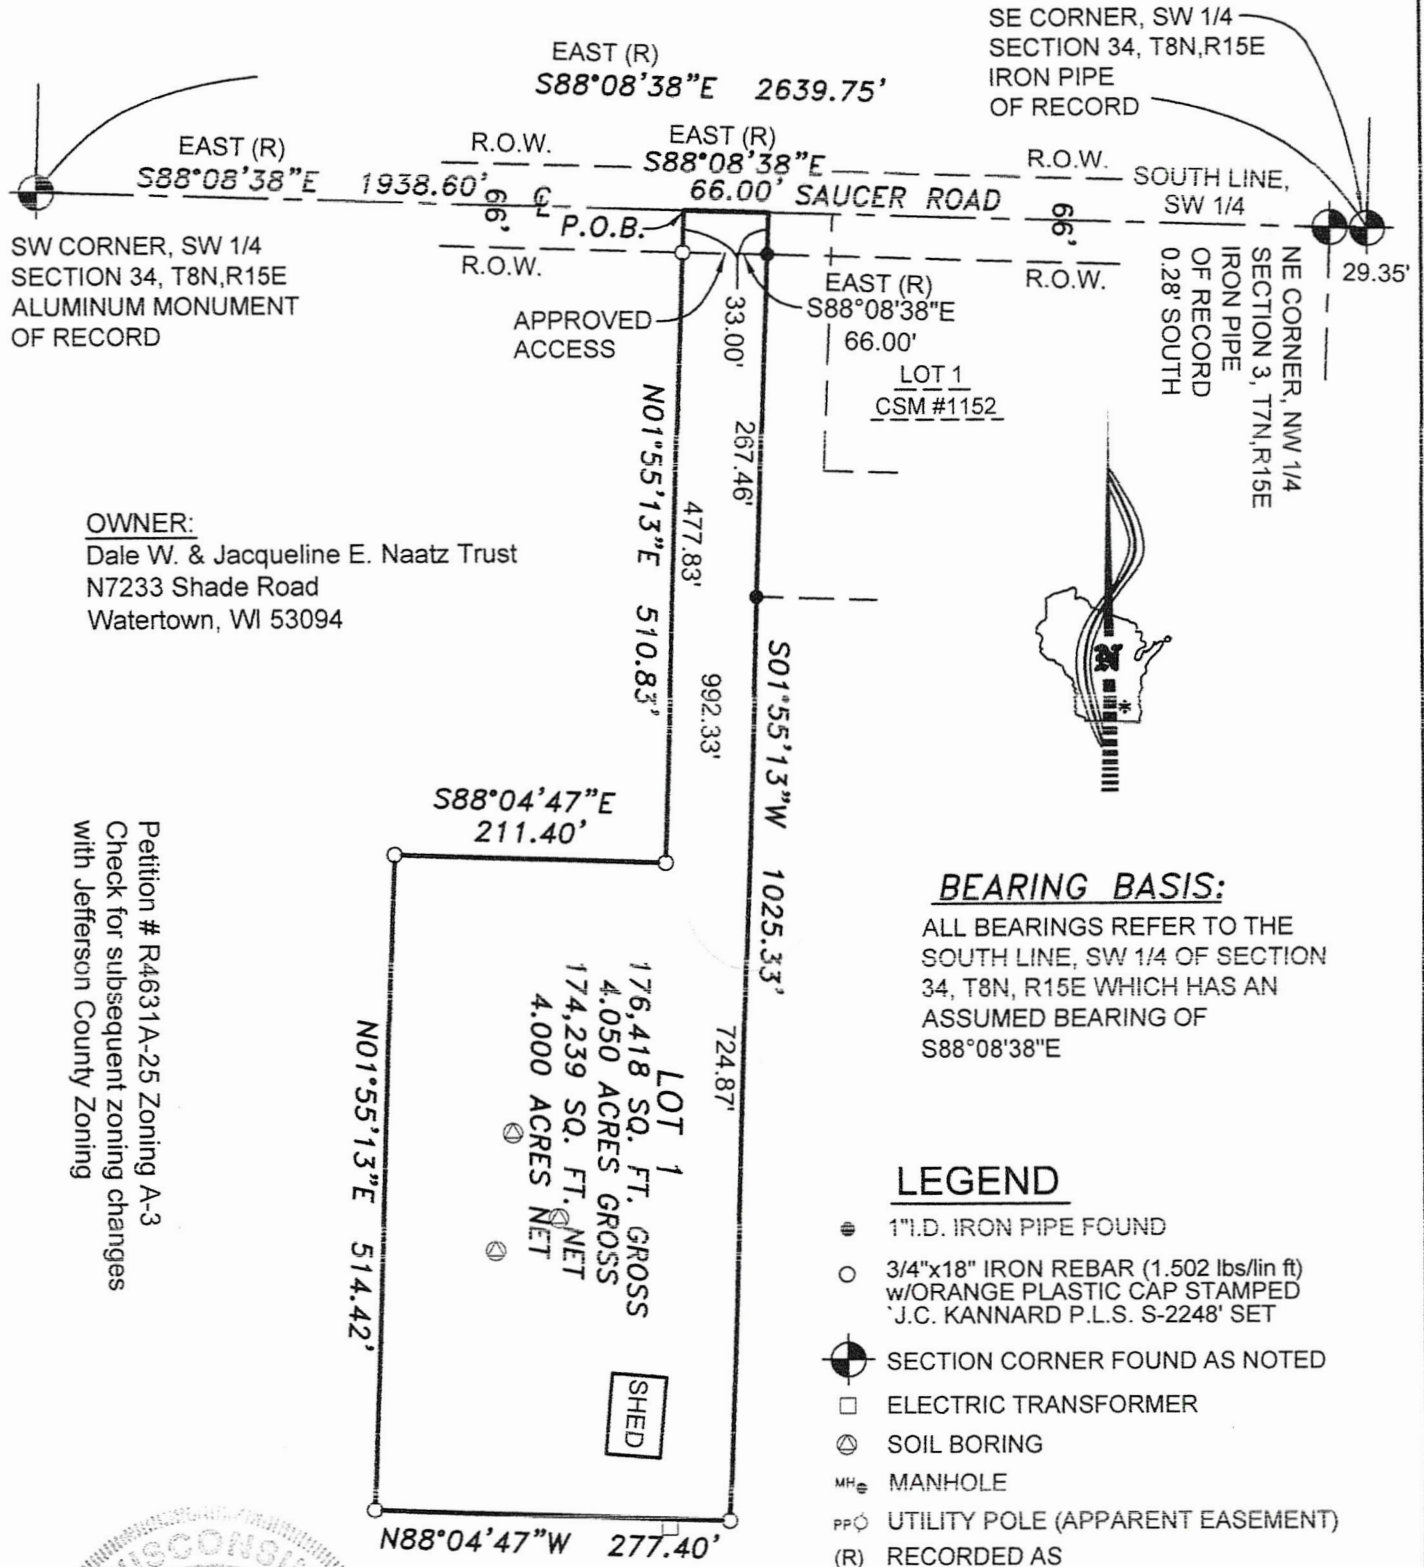 SE CORNER, SW 1/4
SECTION 34, T8N,R15E
IRON PIPE
OF RECORD
EAST (R)
S88°08'38"E 2639.75'
EAST (R)
S88°08'38"E 1938.60'
R.O.W.
EAST (R)
S88°08'38"E
66.00'
SAUCER ROAD
R.O.W.
SOUTH LINE,
SW 1/4
66'
℄
P.O.B.
66'
R.O.W.
R.O.W.
29.35'
SW CORNER, SW 1/4
SECTION 34, T8N,R15E
ALUMINUM MONUMENT
OF RECORD
NE CORNER, NW 1/4
SECTION 3, T7N,R15E
IRON PIPE
OF RECORD
0.28' SOUTH
APPROVED
ACCESS
33.00'
EAST (R)
S88°08'38"E
66.00'
LOT 1
CSM #1152
N01°55'13"E 510.83'
477.83'
267.46'
992.33'
S01°55'13"W 1025.33'
724.87'
OWNER:
Dale W. & Jacqueline E. Naatz Trust
N7233 Shade Road
Watertown, WI 53094
N
*
S88°04'47"E
211.40'
Petition # R4631A-25 Zoning A-3
Check for subsequent zoning changes
with Jefferson County Zoning
BEARING BASIS:
ALL BEARINGS REFER TO THE
SOUTH LINE, SW 1/4 OF SECTION
34, T8N, R15E WHICH HAS AN
ASSUMED BEARING OF
S88°08'38"E
LOT 1
176,418 SQ. FT. GROSS
4.050 ACRES GROSS
174,239 SQ. FT. NET
4.000 ACRES NET
N01°55'13"E 514.42'
SHED
N88°04'47"W 277.40'
LEGEND
1"I.D. IRON PIPE FOUND
3/4"x18" IRON REBAR (1.502 lbs/lin ft)
w/ORANGE PLASTIC CAP STAMPED
`J.C. KANNARD P.L.S. S-2248' SET
SECTION CORNER FOUND AS NOTED
ELECTRIC TRANSFORMER
SOIL BORING
MH MANHOLE
PP UTILITY POLE (APPARENT EASEMENT)
(R) RECORDED AS